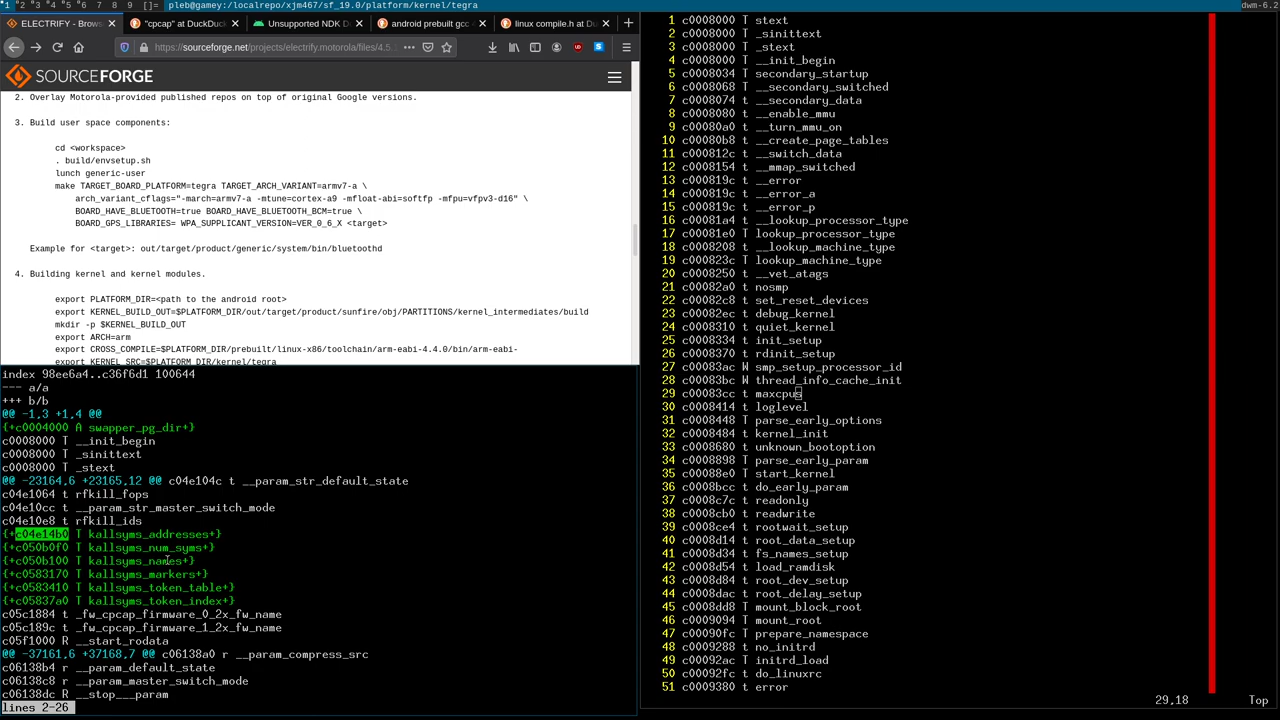 1 2 3 4 5 6 7 8 9 []= pleb@gamey:/localrepo/xjm467/sf_19.0/platform/kernel/tegra dwm-6.2
ELECTRIFY - Brows "cpcap" at DuckDuc Unsupported NDK D android prebuilt gcc 4 linux compile.h at Du
https://sourceforge.net/projects/electrify.motorola/files/4.5.
SOURCEFORGE
2. Overlay Motorola-provided published repos on top of original Google versions.
3. Build user space components:
cd <workspace>
. build/envsetup.sh
lunch generic-user
make TARGET_BOARD_PLATFORM=tegra TARGET_ARCH_VARIANT=armv7-a \
arch_variant_cflags="-march=armv7-a -mtune=cortex-a9 -mfloat-abi=softfp -mfpu=vfpv3-d16" \
BOARD_HAVE_BLUETOOTH=true BOARD_HAVE_BLUETOOTH_BCM=true \
BOARD_GPS_LIBRARIES= WPA_SUPPLICANT_VERSION=VER_0_6_X <target>
Example for <target>: out/target/product/generic/system/bin/bluetoothd
4. Building kernel and kernel modules.
export PLATFORM_DIR=<path to the android root>
export KERNEL_BUILD_OUT=$PLATFORM_DIR/out/target/product/sunfire/obj/PARTITIONS/kernel_intermediates/build
mkdir -p $KERNEL_BUILD_OUT
export ARCH=arm
export CROSS_COMPILE=$PLATFORM_DIR/prebuilt/linux-x86/toolchain/arm-eabi-4.4.0/bin/arm-eabi-
export KERNEL_SRC=$PLATFORM_DIR/kernel/tegra
index 98ee6a4..c36f6d1 100644
--- a/a
+++ b/b
@@ -1,3 +1,4 @@
{+c0004000 A swapper_pg_dir+}
c0008000 T __init_begin
c0008000 T _sinittext
c0008000 T _stext
@@ -23164,6 +23165,12 @@ c04e104c t __param_str_default_state
c04e1064 t rfkill_fops
c04e10cc t __param_str_master_switch_mode
c04e10e8 t rfkill_ids
{+c04e14b0 T kallsyms_addresses+}
{+c050b0f0 T kallsyms_num_syms+}
{+c050b100 T kallsyms_names+}
{+c0583170 T kallsyms_markers+}
{+c0583410 T kallsyms_token_table+}
{+c05837a0 T kallsyms_token_index+}
c05c1884 t _fw_cpcap_firmware_0_2x_fw_name
c05c189c t _fw_cpcap_firmware_1_2x_fw_name
c05f1000 R __start_rodata
@@ -37161,6 +37168,7 @@ c06138a0 r __param_compress_src
c06138b4 r __param_default_state
c06138c8 r __param_master_switch_mode
c06138dc R __stop___param
lines 2-26
1 c0008000 T stext
2 c0008000 T _sinittext
3 c0008000 T _stext
4 c0008000 T __init_begin
5 c0008034 T secondary_startup
6 c0008068 T __secondary_switched
7 c0008074 t __secondary_data
8 c0008080 t __enable_mmu
9 c00080a0 t __turn_mmu_on
10 c00080b8 t __create_page_tables
11 c000812c t __switch_data
12 c0008154 t __mmap_switched
13 c000819c t __error
14 c000819c t __error_a
15 c000819c t __error_p
16 c00081a4 t __lookup_processor_type
17 c00081e0 T lookup_processor_type
18 c0008208 t __lookup_machine_type
19 c000823c T lookup_machine_type
20 c0008250 t __vet_atags
21 c00082a0 t nosmp
22 c00082c8 t set_reset_devices
23 c00082ec t debug_kernel
24 c0008310 t quiet_kernel
25 c0008334 t init_setup
26 c0008370 t rdinit_setup
27 c00083ac W smp_setup_processor_id
28 c00083bc W thread_info_cache_init
29 c00083cc t maxcpus
30 c0008414 t loglevel
31 c0008448 T parse_early_options
32 c0008484 t kernel_init
33 c0008680 t unknown_bootoption
34 c0008898 T parse_early_param
35 c00088e0 T start_kernel
36 c0008bcc t do_early_param
37 c0008c7c t readonly
38 c0008cb0 t readwrite
39 c0008ce4 t rootwait_setup
40 c0008d14 t root_data_setup
41 c0008d34 t fs_names_setup
42 c0008d54 t load_ramdisk
43 c0008d84 t root_dev_setup
44 c0008dac t root_delay_setup
45 c0008dd8 T mount_block_root
46 c0009094 T mount_root
47 c00090fc T prepare_namespace
48 c0009288 t no_initrd
49 c00092ac T initrd_load
50 c00092fc t do_linuxrc
51 c0009380 t error
29,18 Top